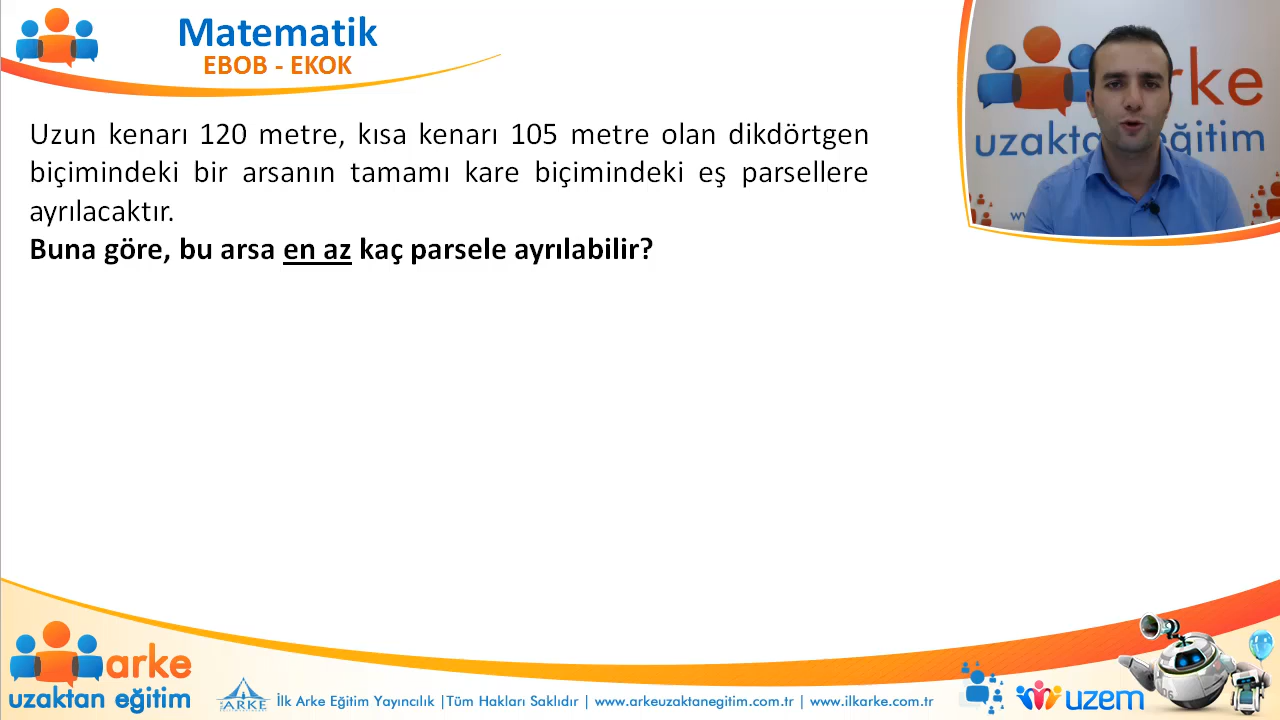 Matematik
EBOB - EKOK
Uzun kenarı 120 metre, kısa kenarı 105 metre olan dikdörtgen
biçimindeki bir arsanın tamamı kare biçimindeki eş parsellere
ayrılacaktır.
Buna göre, bu arsa en az kaç parsele ayrılabilir?
rke
uzakta eğitim
arke
uzaktan eğitim
ARKE
İlk Arke Eğitim Yayıncılık |Tüm Hakları Saklıdır | www.arkeuzaktanegitim.com.tr | www.ilkarke.com.tr
uzem